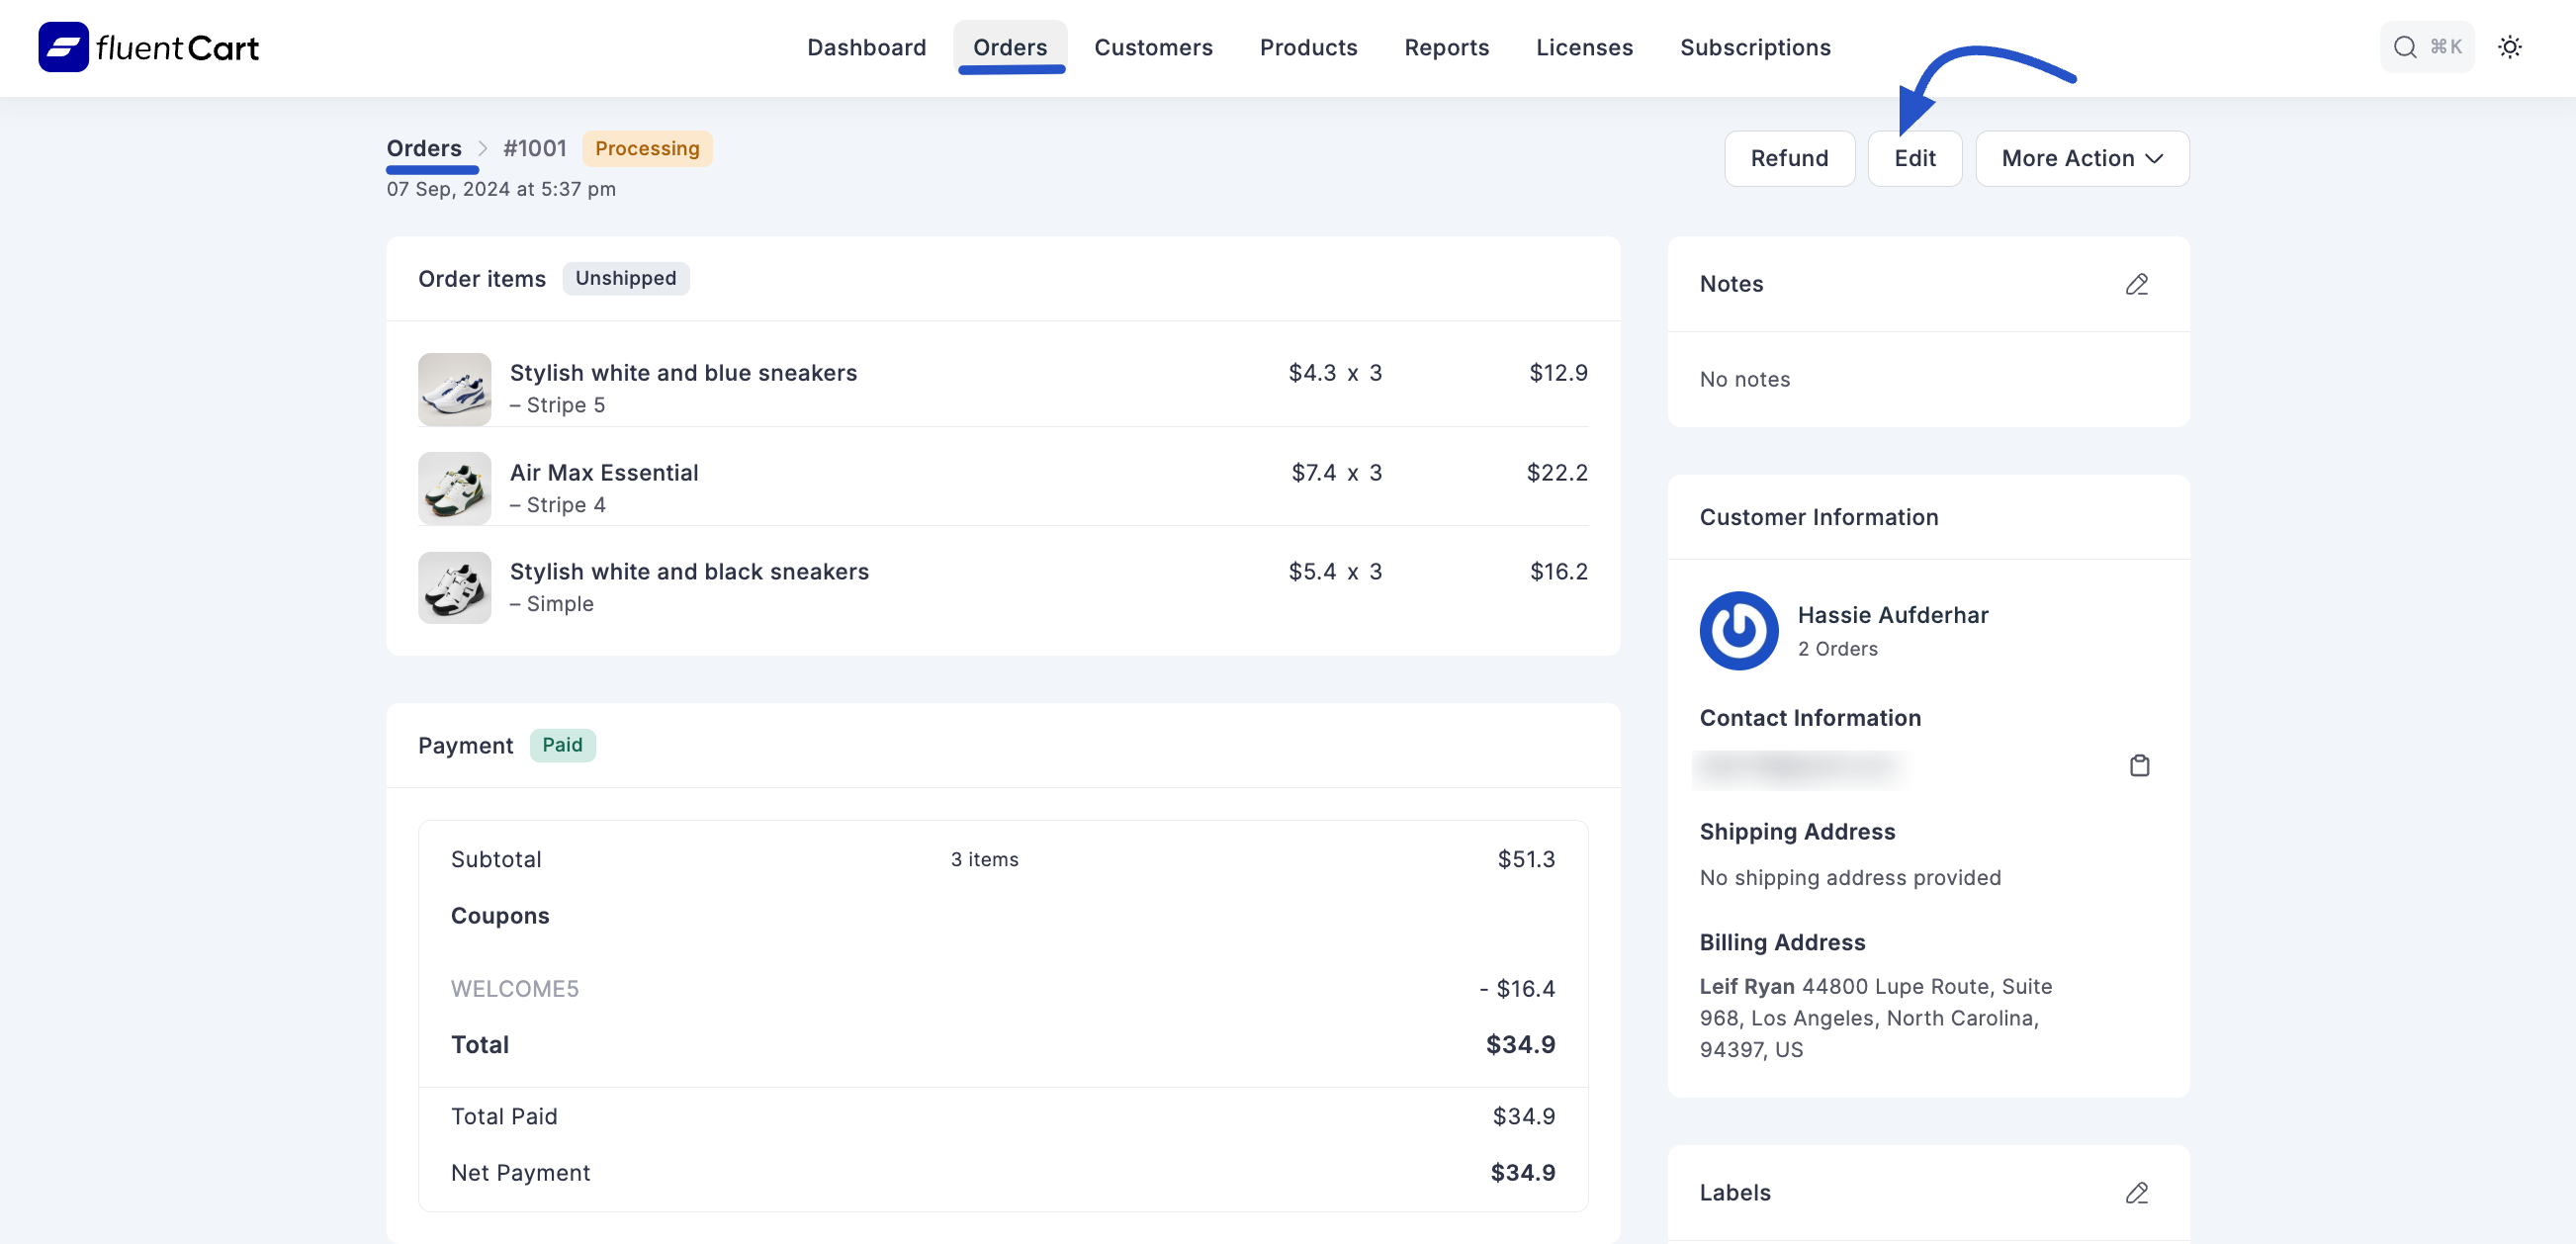 fluentCart
Dashboard
Orders
Customers
Products
Reports
Licenses
Subscriptions
⌘K
Orders > #1001 Processing
07 Sep, 2024 at 5:37 pm
Refund
Edit
More Action
Order items Unshipped
Stylish white and blue sneakers $4.3 x 3 $12.9
– Stripe 5
Air Max Essential $7.4 x 3 $22.2
– Stripe 4
Stylish white and black sneakers $5.4 x 3 $16.2
– Simple
Payment Paid
Subtotal 3 items $51.3
Coupons
WELCOME5 - $16.4
Total $34.9
Total Paid $34.9
Net Payment $34.9
Notes
No notes
Customer Information
Hassie Aufderhar
2 Orders
Contact Information
Shipping Address
No shipping address provided
Billing Address
Leif Ryan 44800 Lupe Route, Suite
968, Los Angeles, North Carolina,
94397, US
Labels